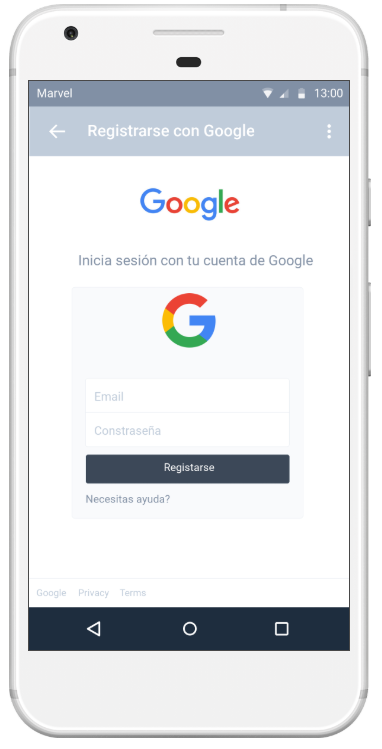 Marvel 13:00
Registrarse con Google
Google
Inicia sesión con tu cuenta de Google
G
Email
Constraseña
Registarse
Necesitas ayuda?
Google Privacy Terms